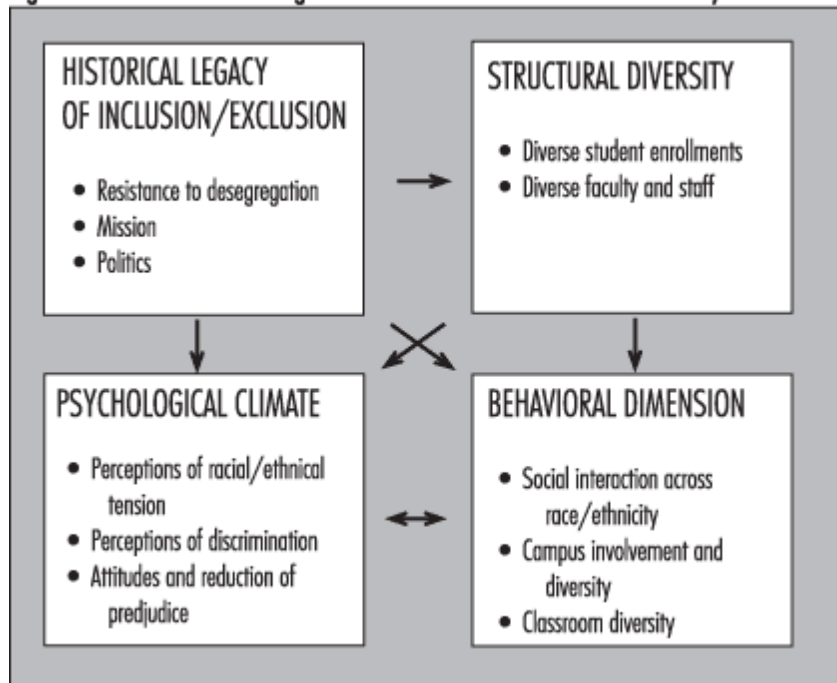 HISTORICAL LEGACY
OF INCLUSION/EXCLUSION
• Resistance to desegregation
• Mission
• Politics
STRUCTURAL DIVERSITY
• Diverse student enrollments
• Diverse faculty and staff
PSYCHOLOGICAL CLIMATE
• Perceptions of racial/ethnical
tension
• Perceptions of discrimination
• Attitudes and reduction of
predjudice
BEHAVIORAL DIMENSION
• Social interaction across
race/ethnicity
• Campus involvement and
diversity
• Classroom diversity